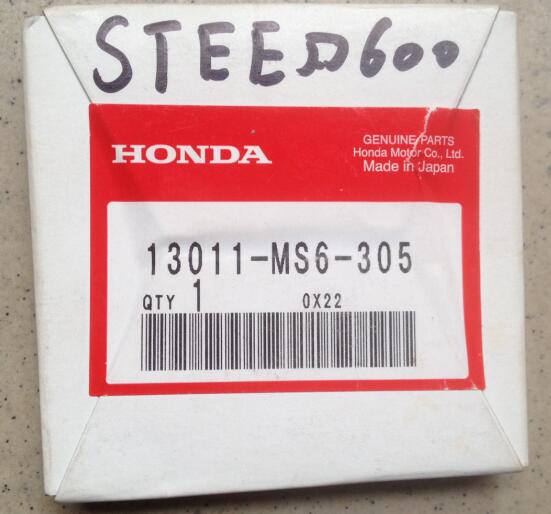 STEED600
HONDA
GENUINE PARTS
Honda Motor Co., Ltd.
Made in Japan
13011-MS6-305
QTY 1 0X22